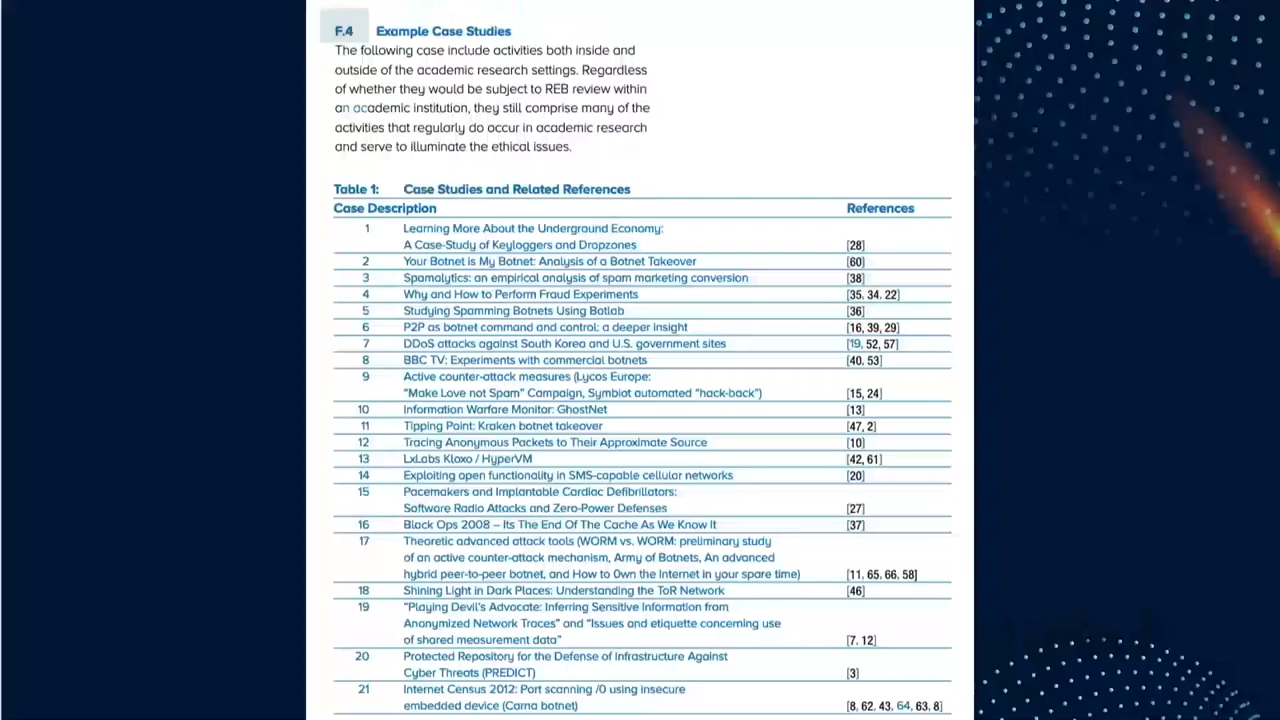 F.4 Example Case Studies
The following case include activities both inside and
outside of the academic research settings. Regardless
of whether they would be subject to REB review within
an academic institution, they still comprise many of the
activities that regularly do occur in academic research
and serve to illuminate the ethical issues.
Table 1: Case Studies and Related References
Case Description References
1 Learning More About the Underground Economy:
A Case-Study of Keyloggers and Dropzones [28]
2 Your Botnet is My Botnet: Analysis of a Botnet Takeover [60]
3 Spamalytics: an empirical analysis of spam marketing conversion [38]
4 Why and How to Perform Fraud Experiments [35, 34, 22]
5 Studying Spamming Botnets Using Botlab [36]
6 P2P as botnet command and control: a deeper insight [16, 39, 29]
7 DDoS attacks against South Korea and U.S. government sites [19, 52, 57]
8 BBC TV: Experiments with commercial botnets [40, 53]
9 Active counter-attack measures (Lycos Europe:
"Make Love not Spam" Campaign, Symbiot automated "hack-back") [15, 24]
10 Information Warfare Monitor: GhostNet [13]
11 Tipping Point: Kraken botnet takeover [47, 2]
12 Tracing Anonymous Packets to Their Approximate Source [10]
13 LxLabs Kloxo / HyperVM [42, 61]
14 Exploiting open functionality in SMS-capable cellular networks [20]
15 Pacemakers and Implantable Cardiac Defibrillators:
Software Radio Attacks and Zero-Power Defenses [27]
16 Black Ops 2008 – Its The End Of The Cache As We Know It [37]
17 Theoretic advanced attack tools (WORM vs. WORM: preliminary study
of an active counter-attack mechanism, Army of Botnets, An advanced
hybrid peer-to-peer botnet, and How to 0wn the Internet in your spare time) [11, 65, 66, 58]
18 Shining Light in Dark Places: Understanding the ToR Network [46]
19 "Playing Devil's Advocate: Inferring Sensitive Information from
Anonymized Network Traces" and "Issues and etiquette concerning use
of shared measurement data" [7, 12]
20 Protected Repository for the Defense of Infrastructure Against
Cyber Threats (PREDICT) [3]
21 Internet Census 2012: Port scanning /0 using insecure
embedded device (Carna botnet) [8, 62, 43, 64, 63, 8]